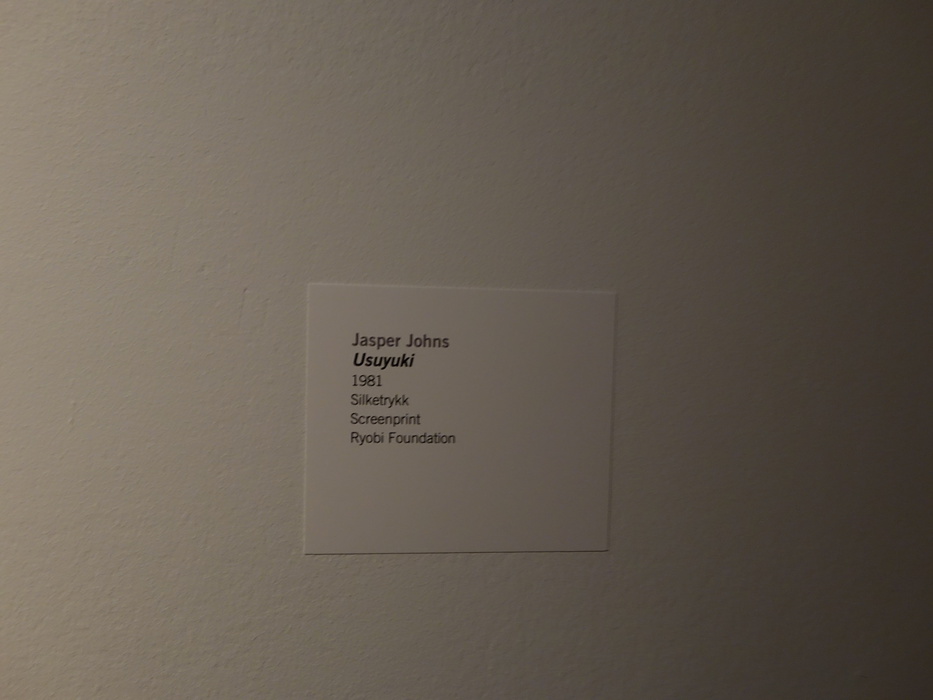 Jasper Johns
Usuyuki
1981
Silketrykk
Screenprint
Ryobi Foundation